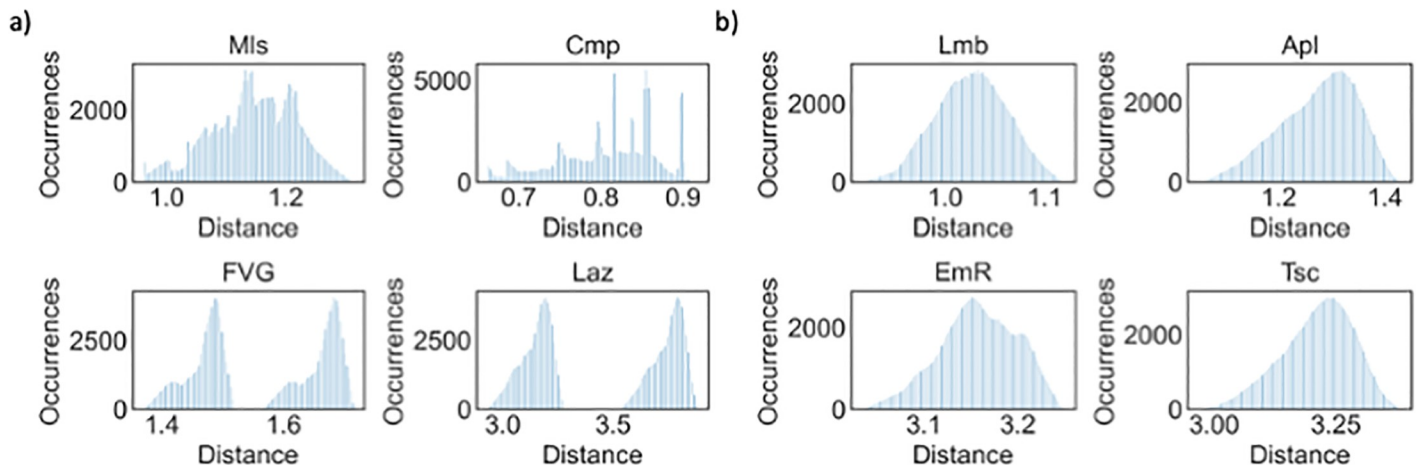 a)
Mls
Occurrences
2000
0
1.0 1.2
Distance
Cmp
Occurrences
5000
0
0.7 0.8 0.9
Distance
FVG
Occurrences
2500
0
1.4 1.6
Distance
Laz
Occurrences
2500
0
3.0 3.5
Distance
b)
Lmb
Occurrences
2000
0
1.0 1.1
Distance
Apl
Occurrences
2000
0
1.2 1.4
Distance
EmR
Occurrences
2000
0
3.1 3.2
Distance
Tsc
Occurrences
2000
0
3.00 3.25
Distance